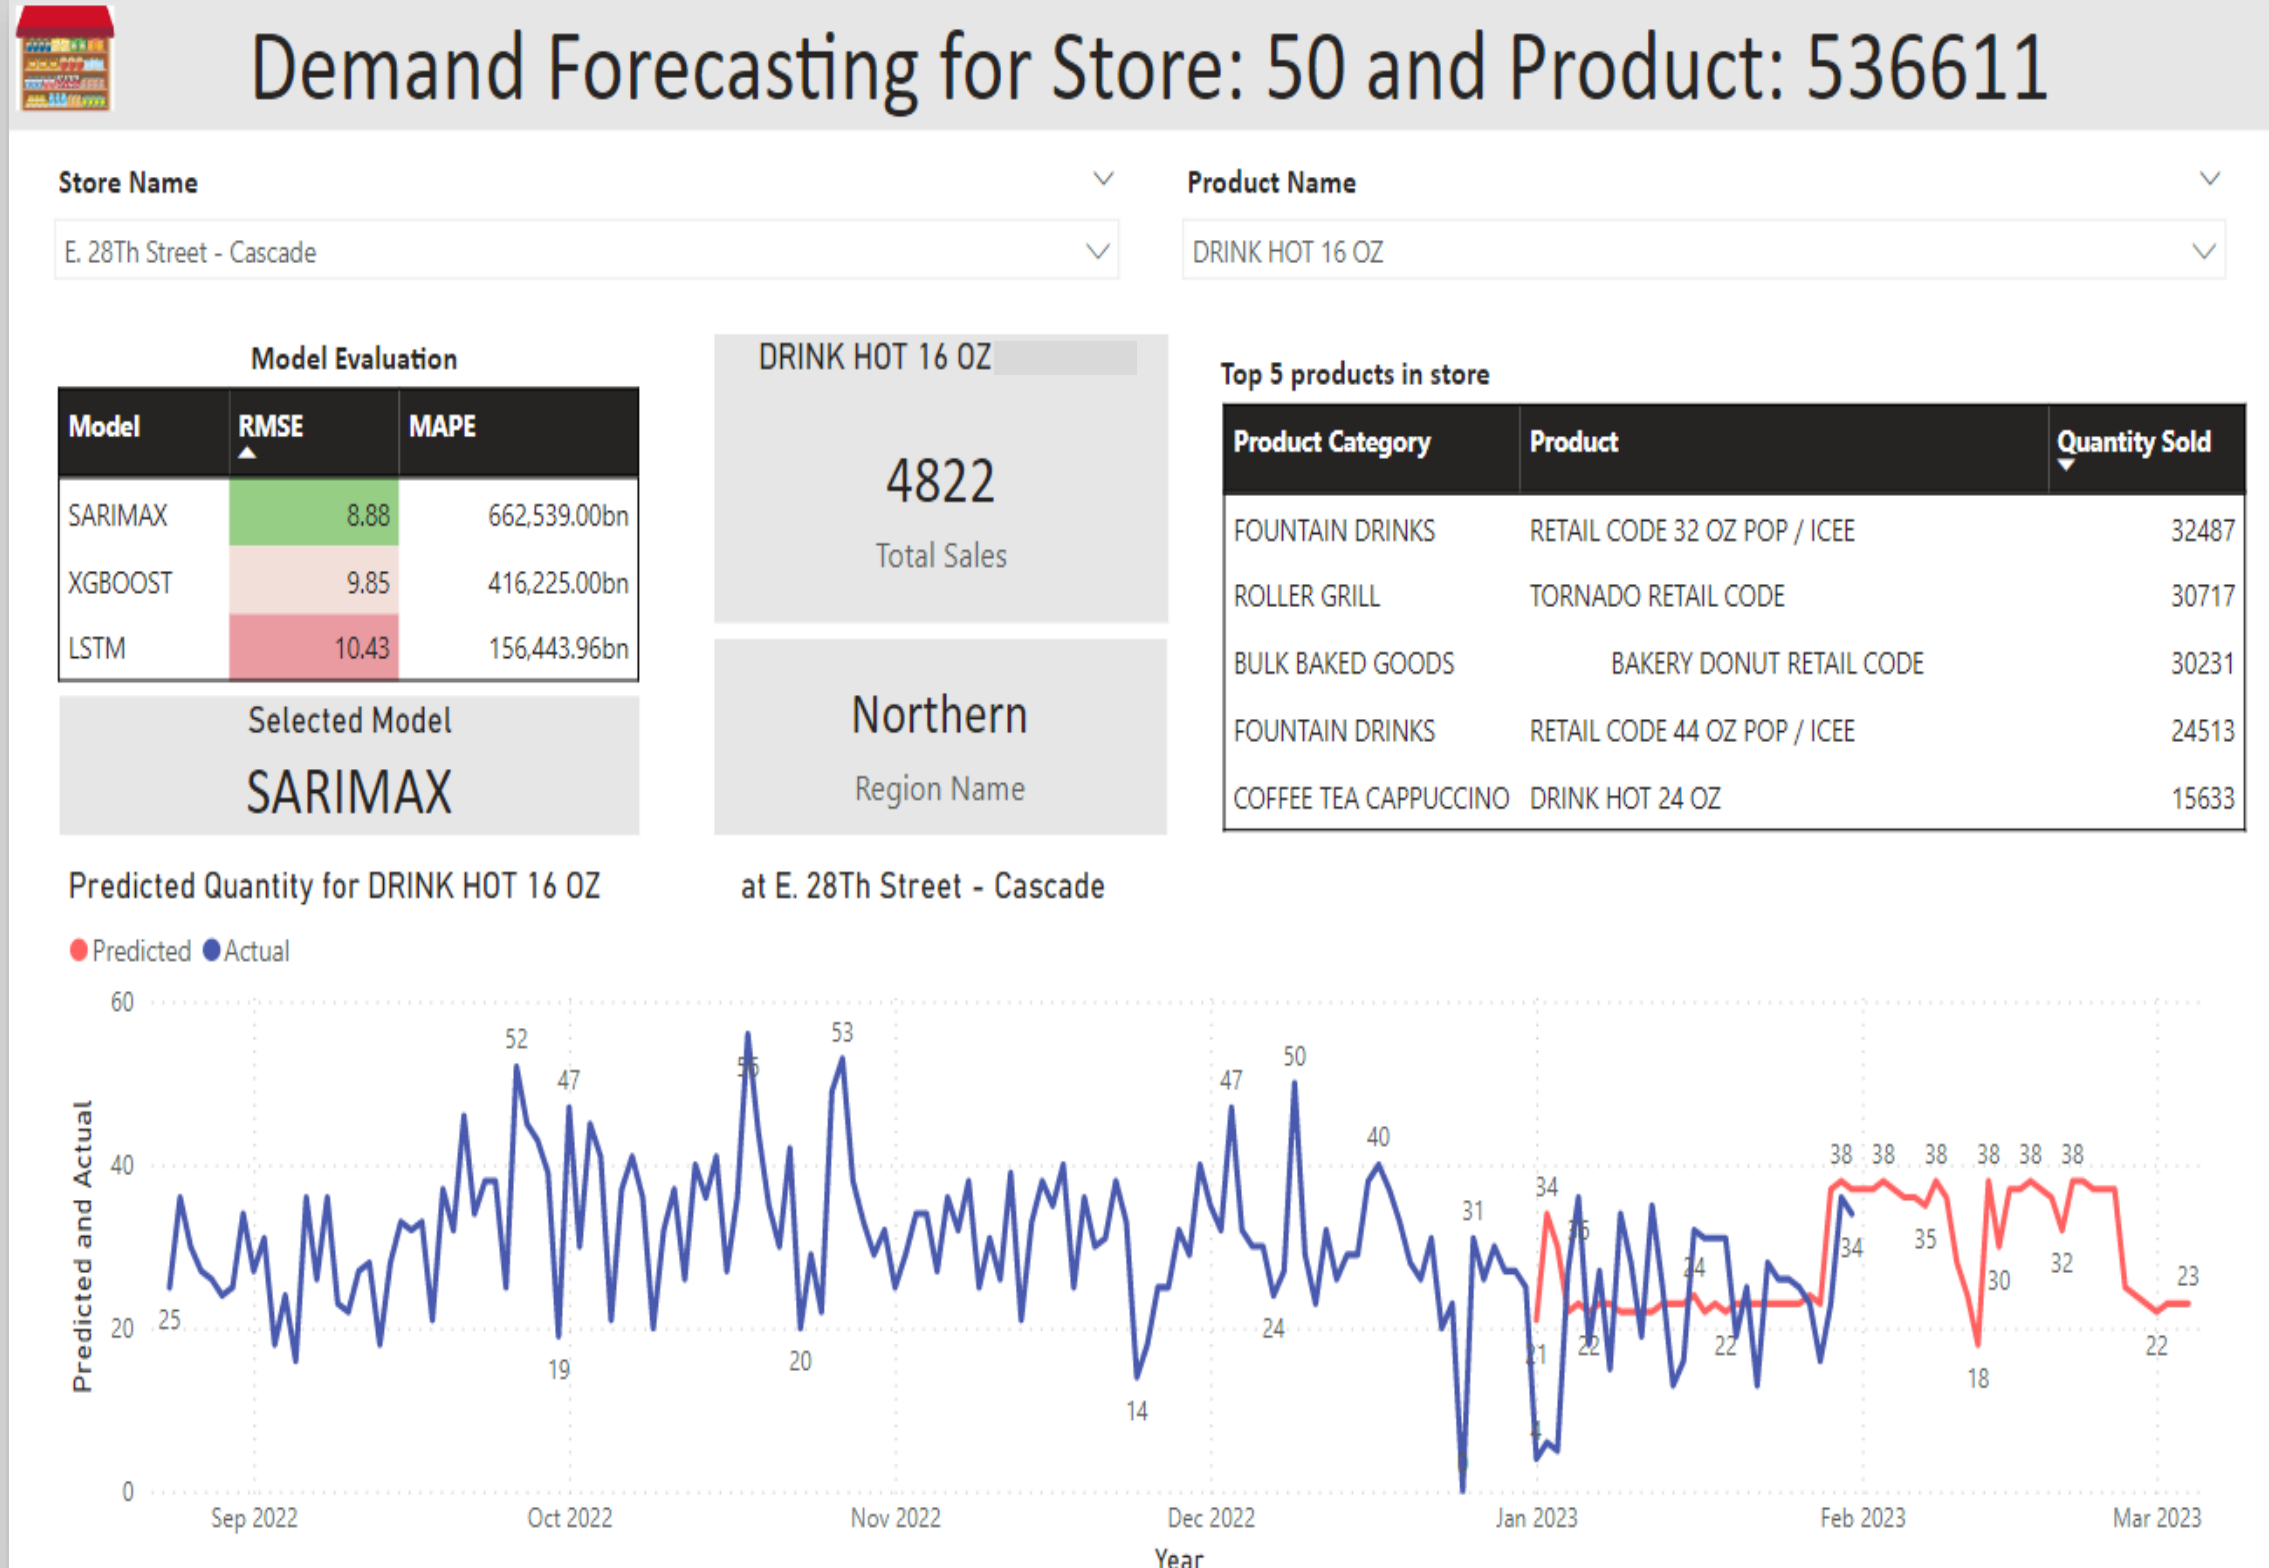 Demand Forecasting for Store: 50 and Product: 536611
Store Name
E. 28Th Street - Cascade
Product Name
DRINK HOT 16 OZ
Model Evaluation
Model RMSE MAPE
SARIMAX 8.88 662,539.00bn
XGBOOST 9.85 416,225.00bn
LSTM 10.43 156,443.96bn
Selected Model
SARIMAX
DRINK HOT 16 OZ
4822
Total Sales
Northern
Region Name
Top 5 products in store
Product Category Product Quantity Sold
FOUNTAIN DRINKS RETAIL CODE 32 OZ POP / ICEE 32487
ROLLER GRILL TORNADO RETAIL CODE 30717
BULK BAKED GOODS BAKERY DONUT RETAIL CODE 30231
FOUNTAIN DRINKS RETAIL CODE 44 OZ POP / ICEE 24513
COFFEE TEA CAPPUCCINO DRINK HOT 24 OZ 15633
Predicted Quantity for DRINK HOT 16 OZ at E. 28Th Street - Cascade
Predicted Actual
Predicted and Actual
60
40
20
0
25
52
47
19
53
20
14
47
50
24
40
31
34
21
4
22
24
22
38 38 38 38 38 38
34
35
18
30
32
22
23
Sep 2022 Oct 2022 Nov 2022 Dec 2022 Jan 2023 Feb 2023 Mar 2023
Year